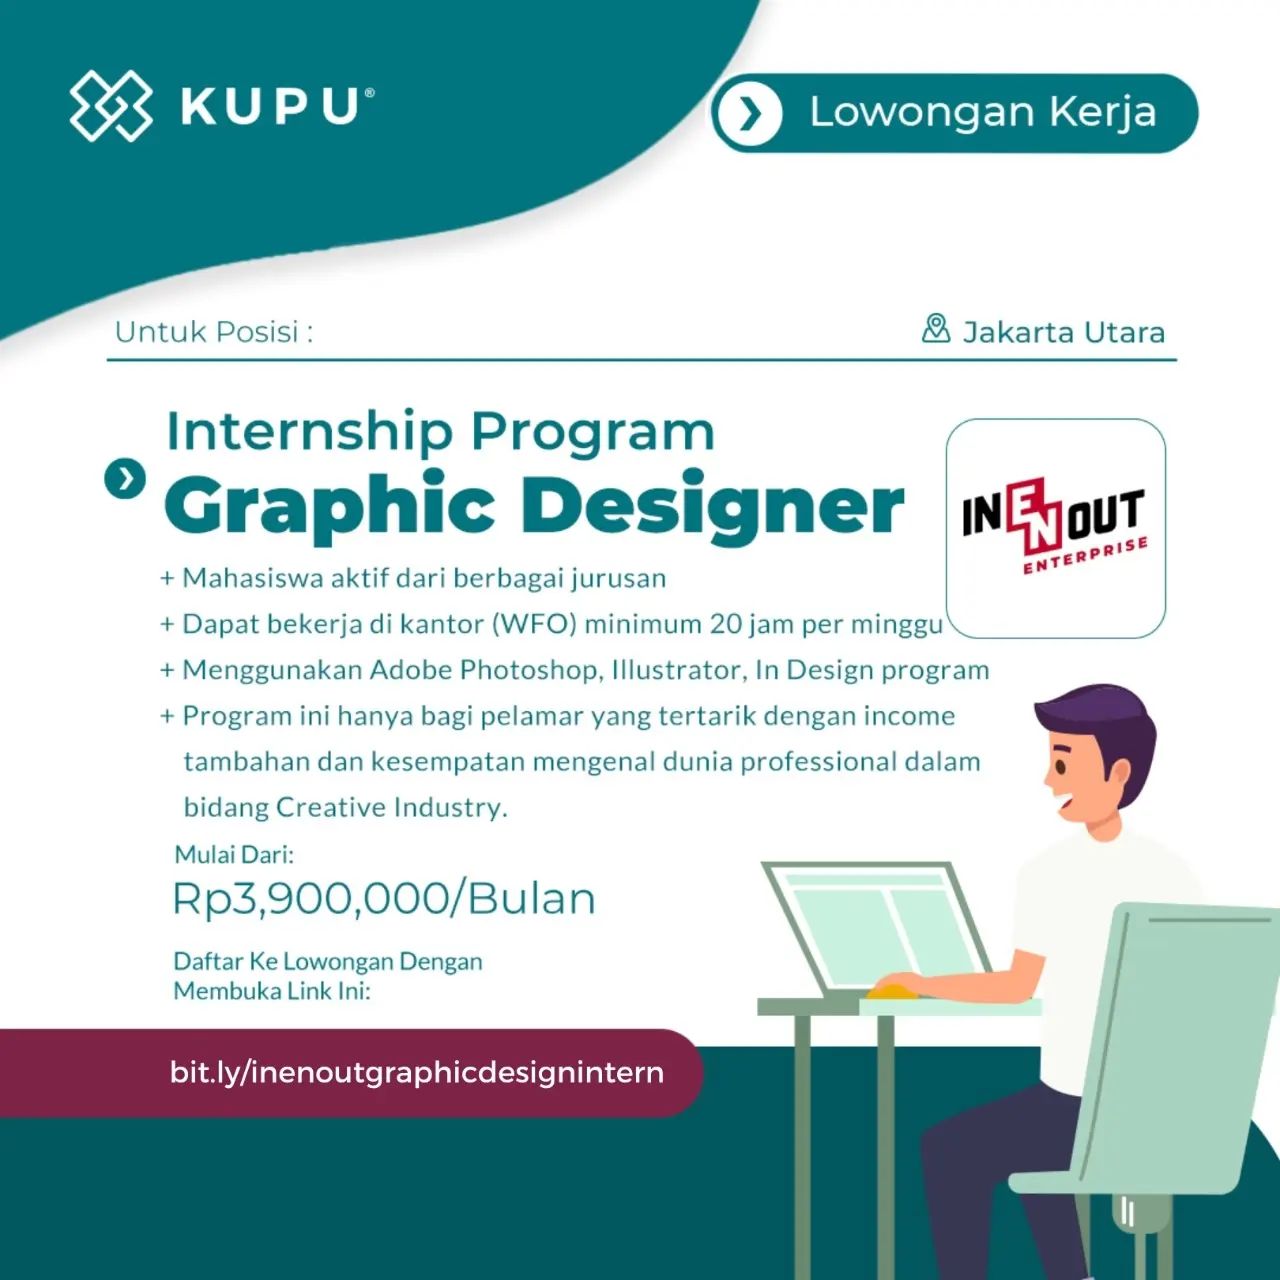 KUPU®
Lowongan Kerja
Untuk Posisi :
Jakarta Utara
Internship Program
Graphic Designer
IN EN OUT
ENTERPRISE
+ Mahasiswa aktif dari berbagai jurusan
+ Dapat bekerja di kantor (WFO) minimum 20 jam per minggu
+ Menggunakan Adobe Photoshop, Illustrator, In Design program
+ Program ini hanya bagi pelamar yang tertarik dengan income
tambahan dan kesempatan mengenal dunia professional dalam
bidang Creative Industry.
Mulai Dari:
Rp3,900,000/Bulan
Daftar Ke Lowongan Dengan
Membuka Link Ini:
bit.ly/inenoutgraphicdesignintern